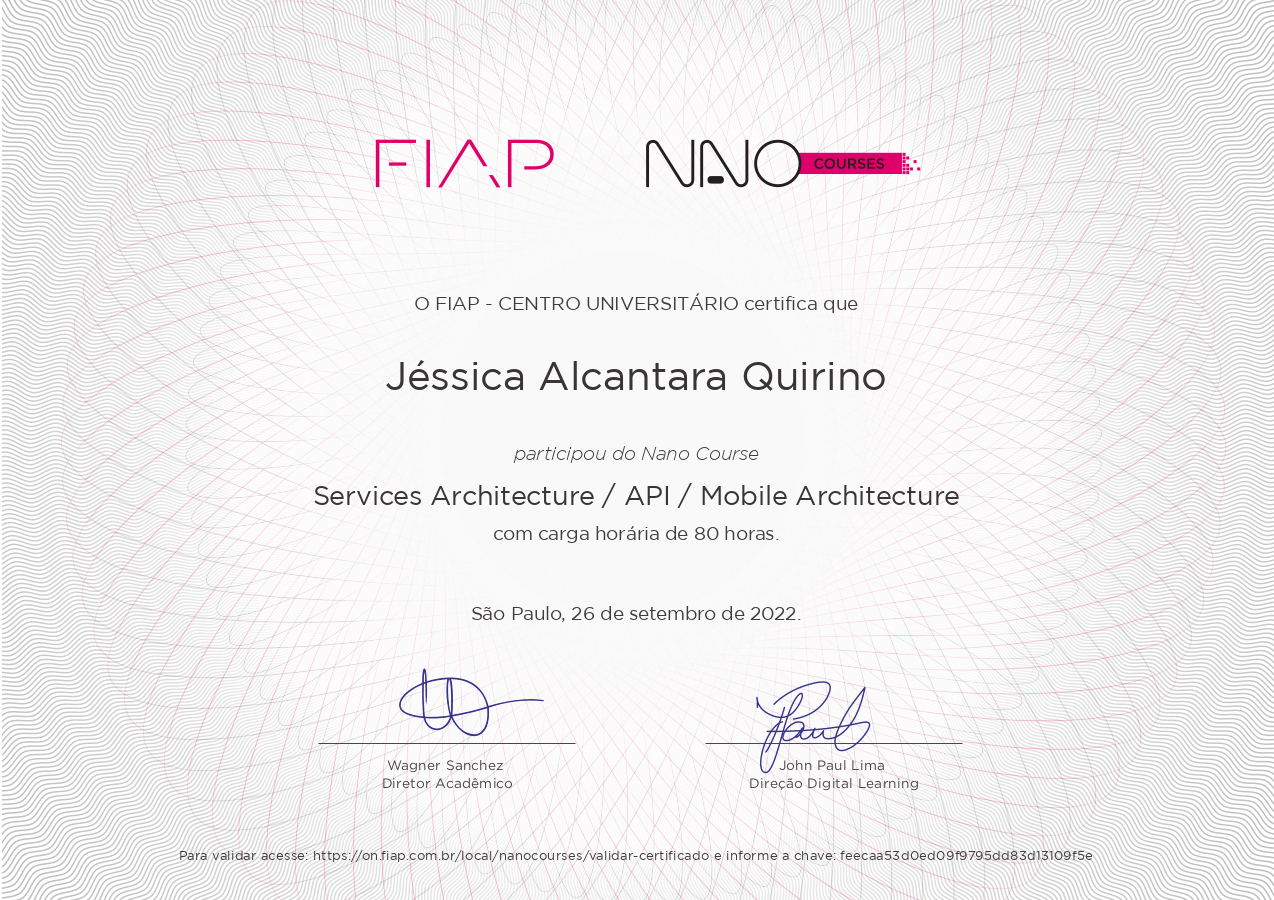 FIAP NANO COURSES
O FIAP - CENTRO UNIVERSITÁRIO certifica que
Jéssica Alcantara Quirino
participou do Nano Course
Services Architecture / API / Mobile Architecture
com carga horária de 80 horas.
São Paulo, 26 de setembro de 2022.
Wagner Sanchez John Paul Lima
Diretor Acadêmico Direção Digital Learning
Para validar acesse: https://on.fiap.com.br/local/nanocourses/validar-certificado e informe a chave: feecaa53d0ed09f9795dd83d13109f5e